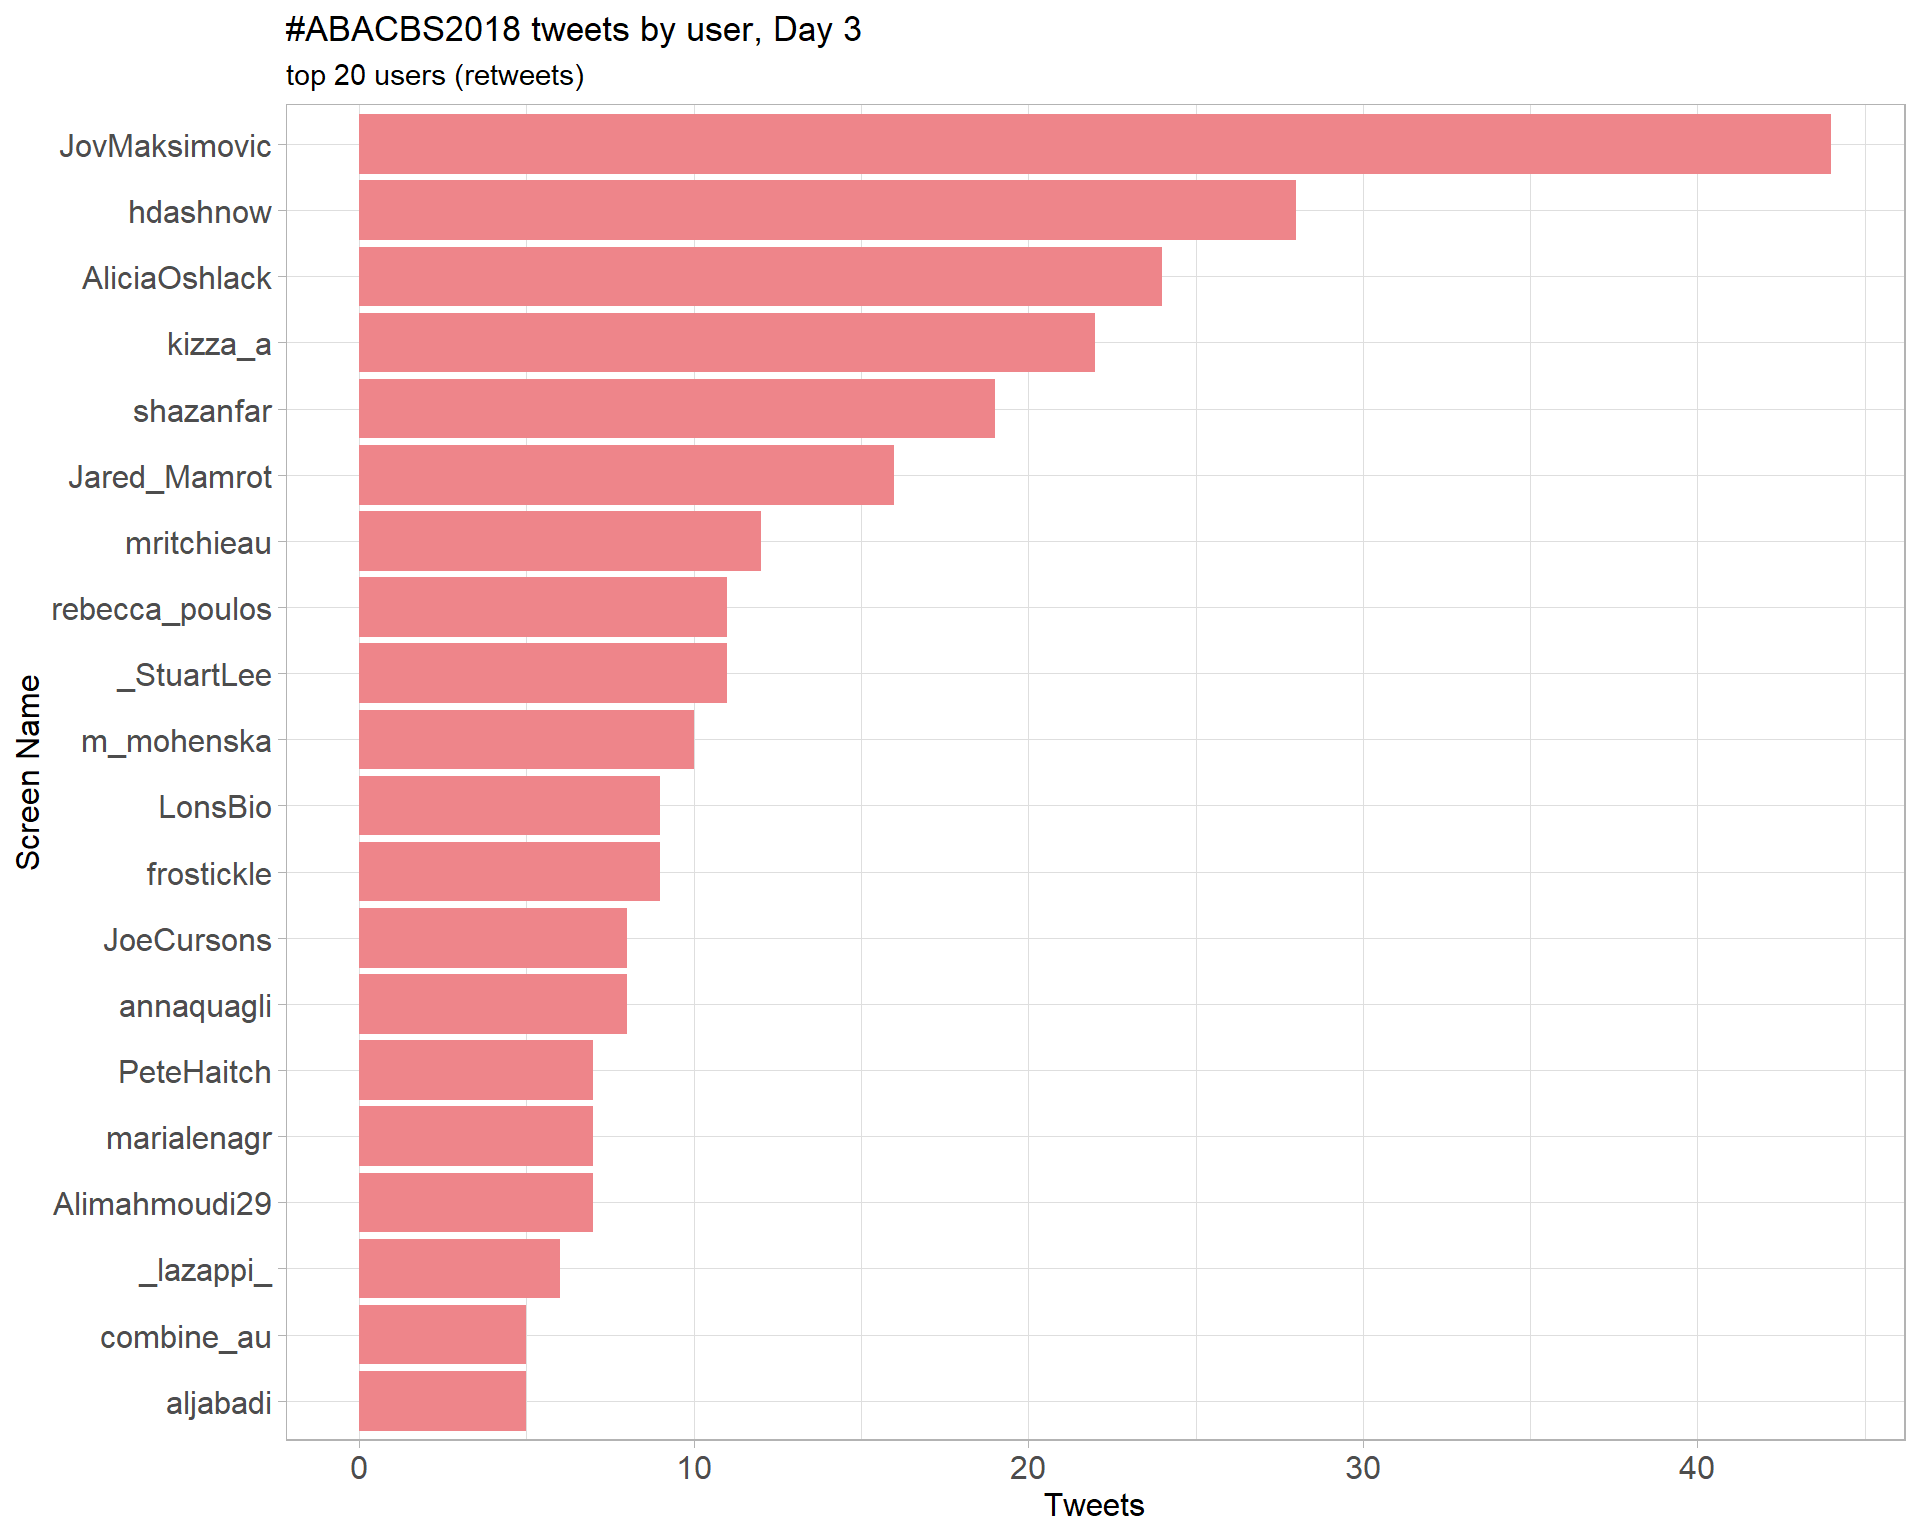 #ABACBS2018 tweets by user, Day 3
top 20 users (retweets)
JovMaksimovic
hdashnow
AliciaOshlack
kizza_a
shazanfar
Jared_Mamrot
mritchieau
rebecca_poulos
_StuartLee
m_mohenska
LonsBio
frostickle
JoeCursons
annaquagli
PeteHaitch
marialenagr
Alimahmoudi29
_lazappi_
combine_au
aljabadi
Screen Name
0 10 20 30 40
Tweets